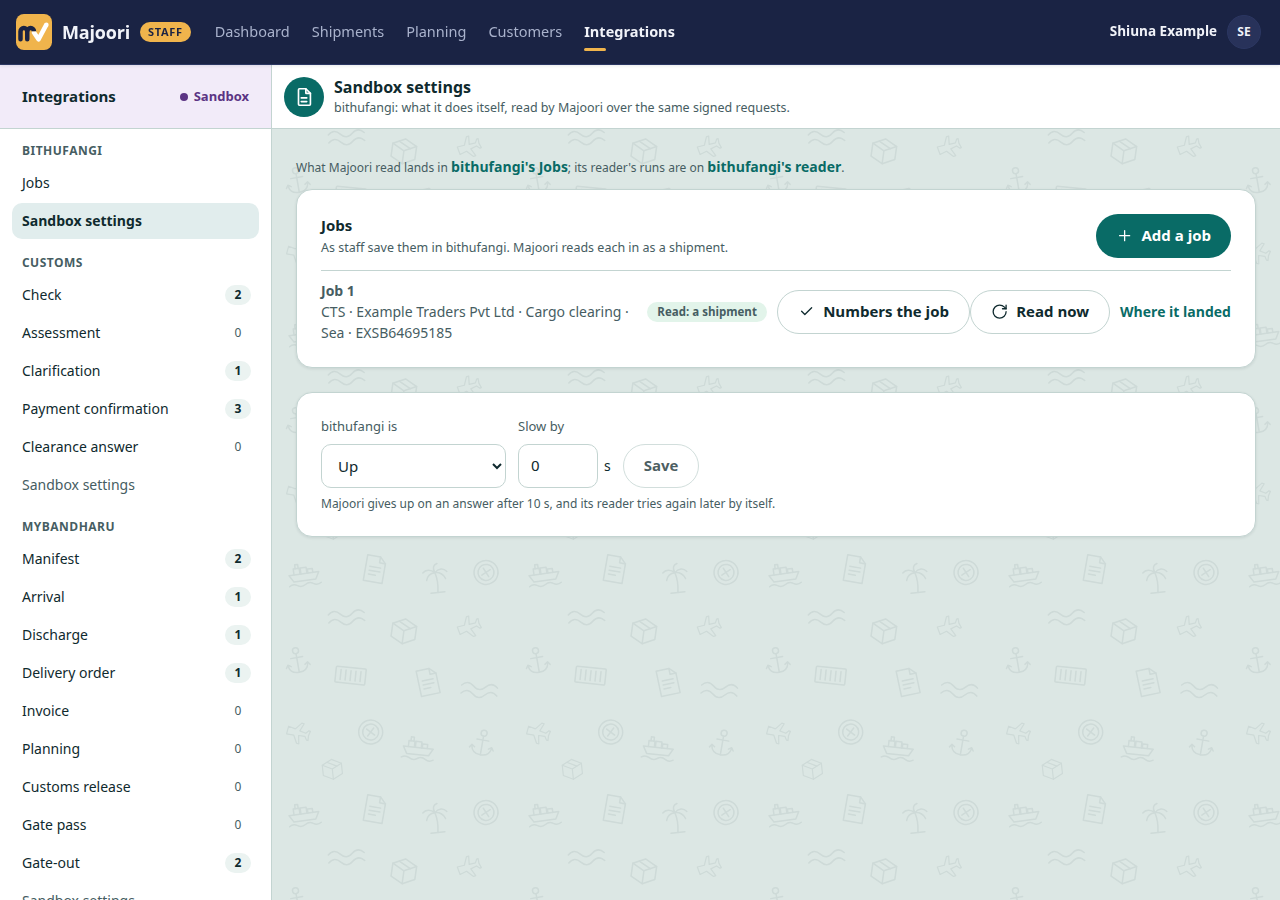 Majoori STAFF Dashboard Shipments Planning Customers Integrations Shiuna Example SE
Integrations Sandbox
Sandbox settings
bithufangi: what it does itself, read by Majoori over the same signed requests.
BITHUFANGI
Jobs
Sandbox settings
CUSTOMS
Check 2
Assessment 0
Clarification 1
Payment confirmation 3
Clearance answer 0
Sandbox settings
MYBANDHARU
Manifest 2
Arrival 1
Discharge 1
Delivery order 1
Invoice 0
Planning 0
Customs release 0
Gate pass 0
Gate-out 2
Sandbox settings
What Majoori read lands in bithufangi's Jobs; its reader's runs are on bithufangi's reader.
Jobs
As staff save them in bithufangi. Majoori reads each in as a shipment.
Add a job
Job 1
CTS · Example Traders Pvt Ltd · Cargo clearing ·
Sea · EXSB64695185
Read: a shipment
Numbers the job
Read now
Where it landed
bithufangi is Slow by
Up 0 s Save
Majoori gives up on an answer after 10 s, and its reader tries again later by itself.